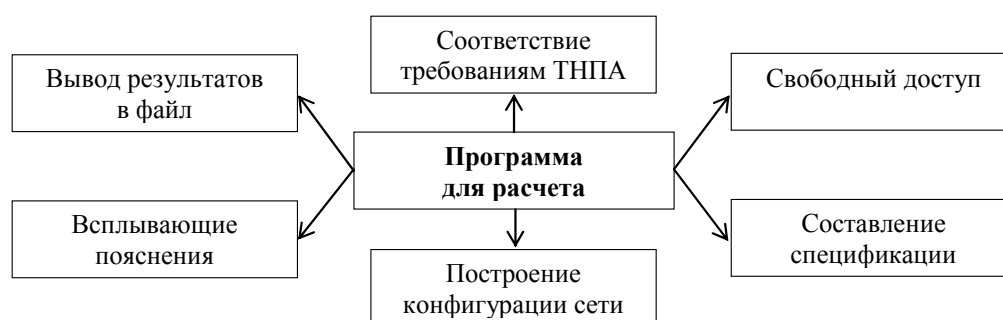 Соответствие
требованиям ТНПА
Вывод результатов
в файл
Свободный доступ
Программа
для расчета
Всплывающие
пояснения
Составление
спецификации
Построение
конфигурации сети